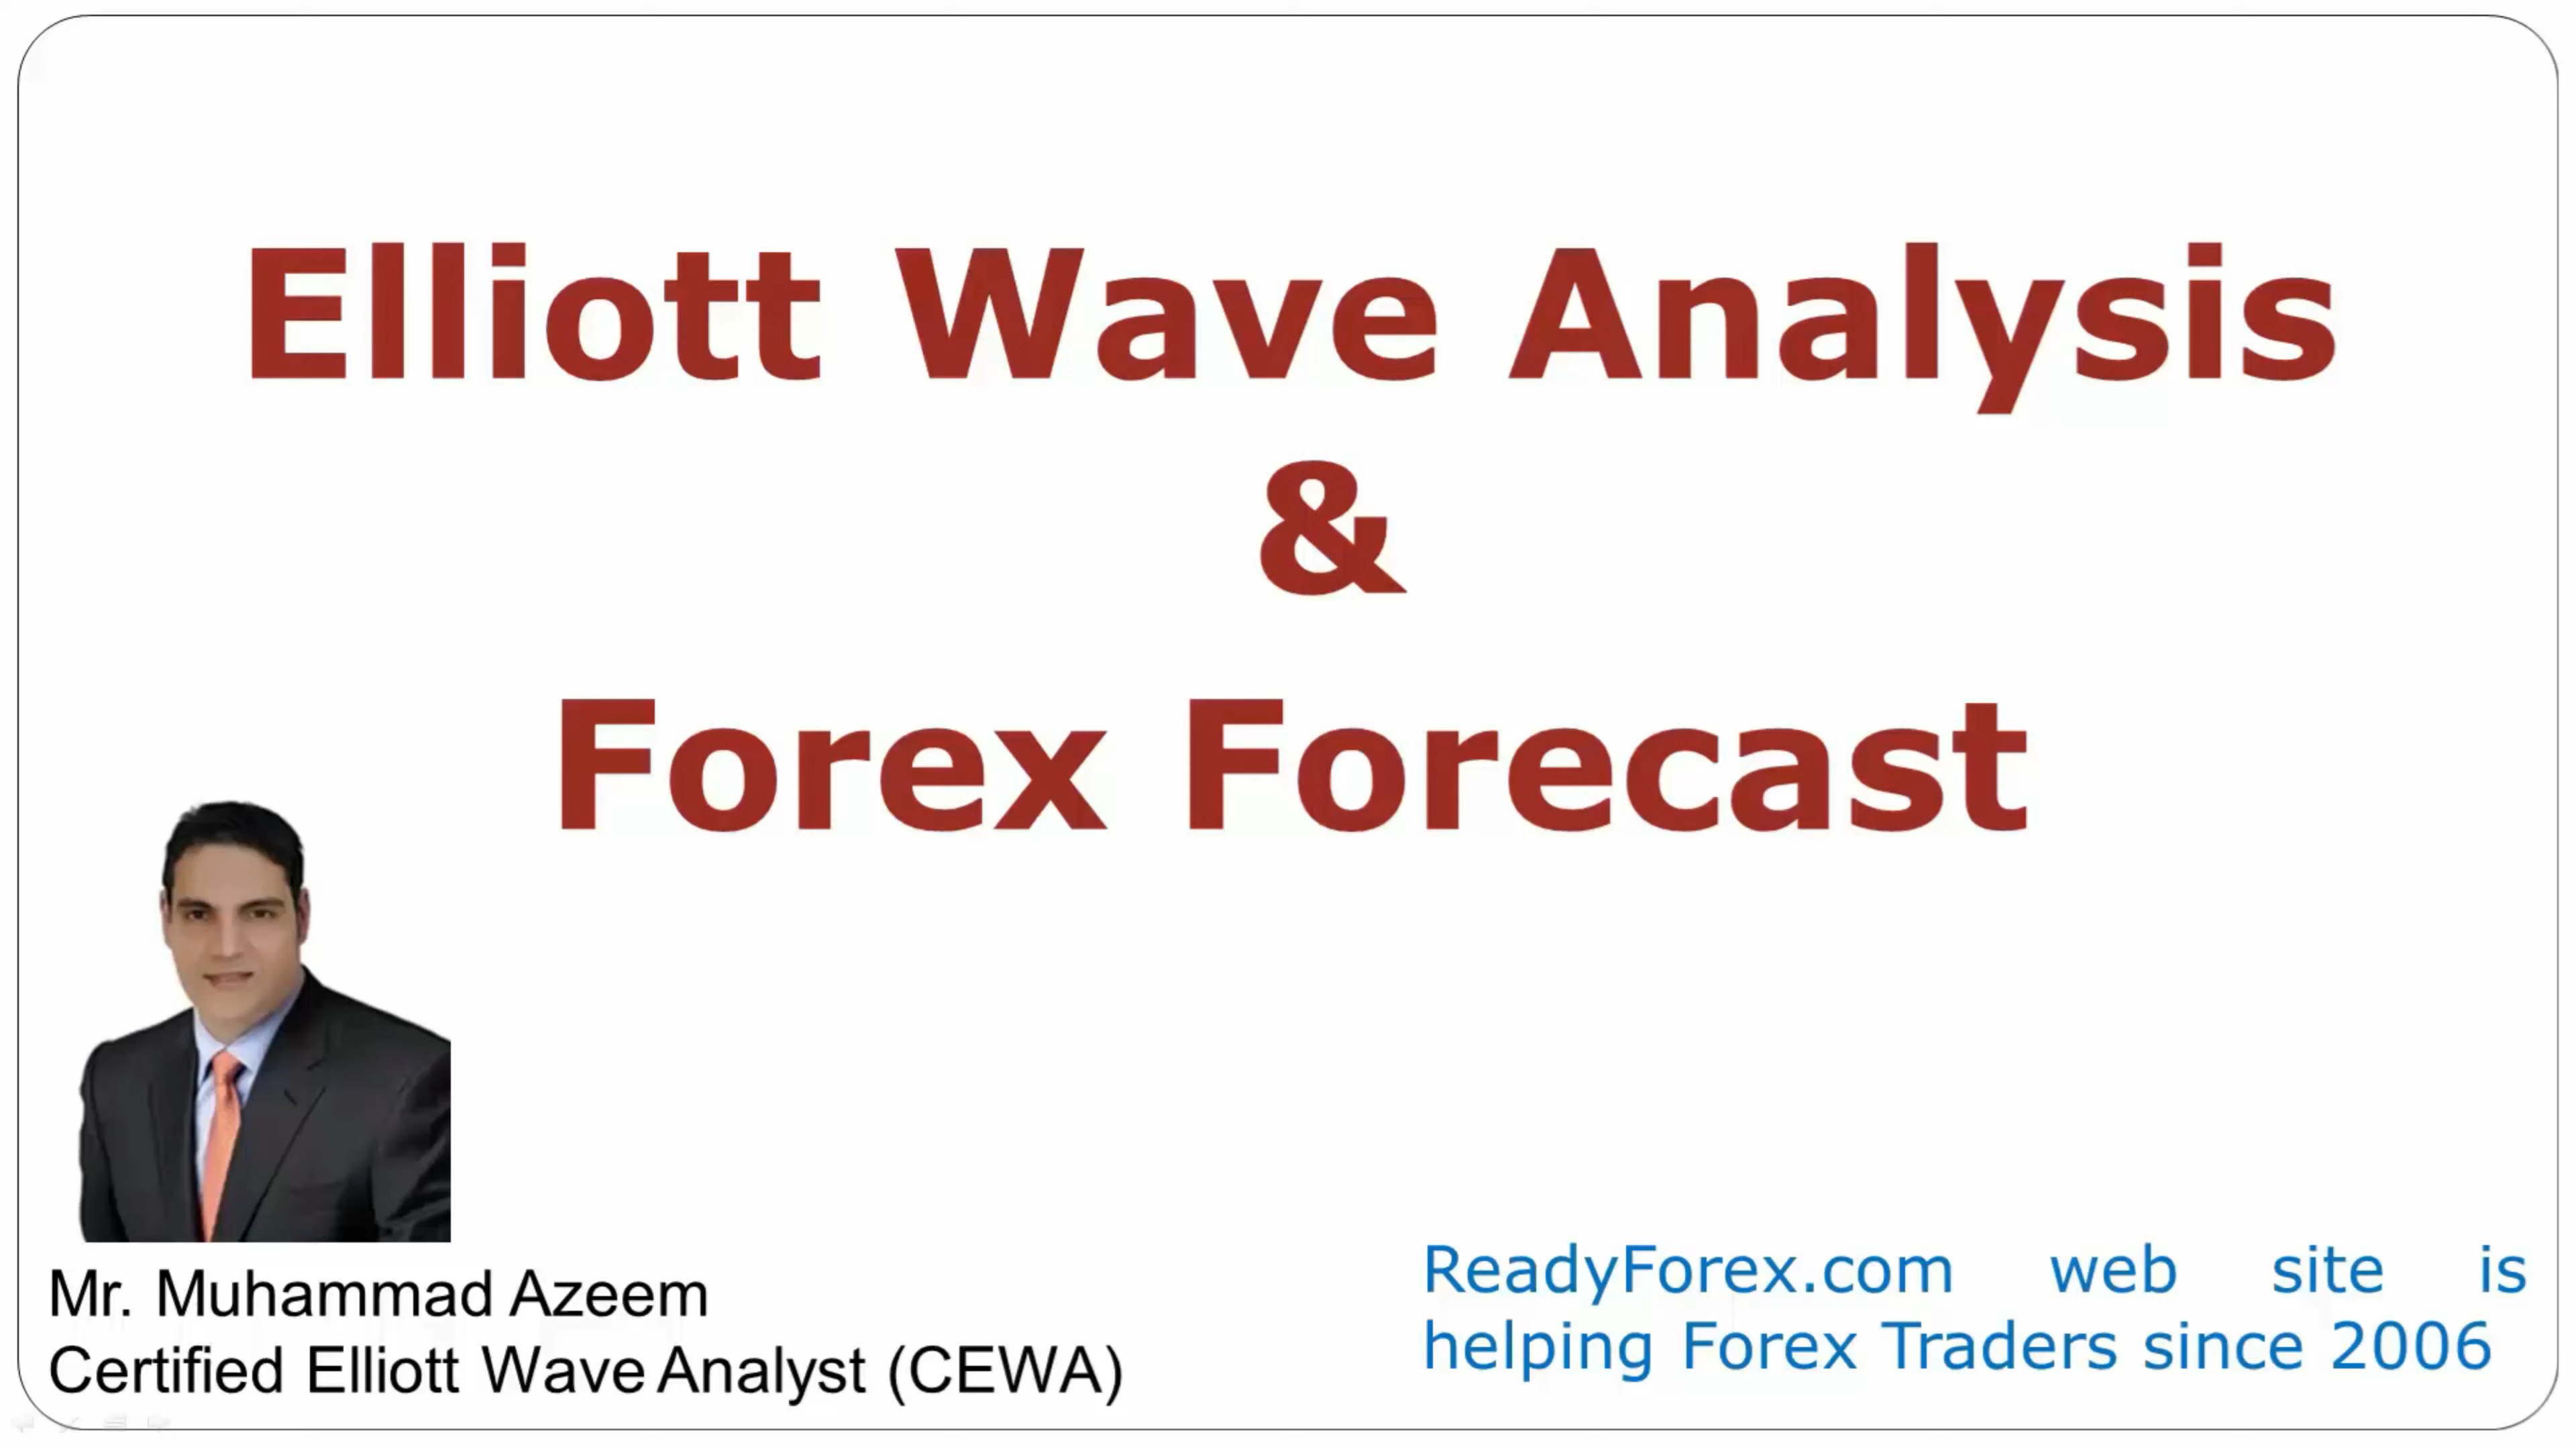 Elliott Wave Analysis
&
Forex Forecast
Mr. Muhammad Azeem
Certified Elliott Wave Analyst (CEWA)
ReadyForex.com web site is
helping Forex Traders since 2006